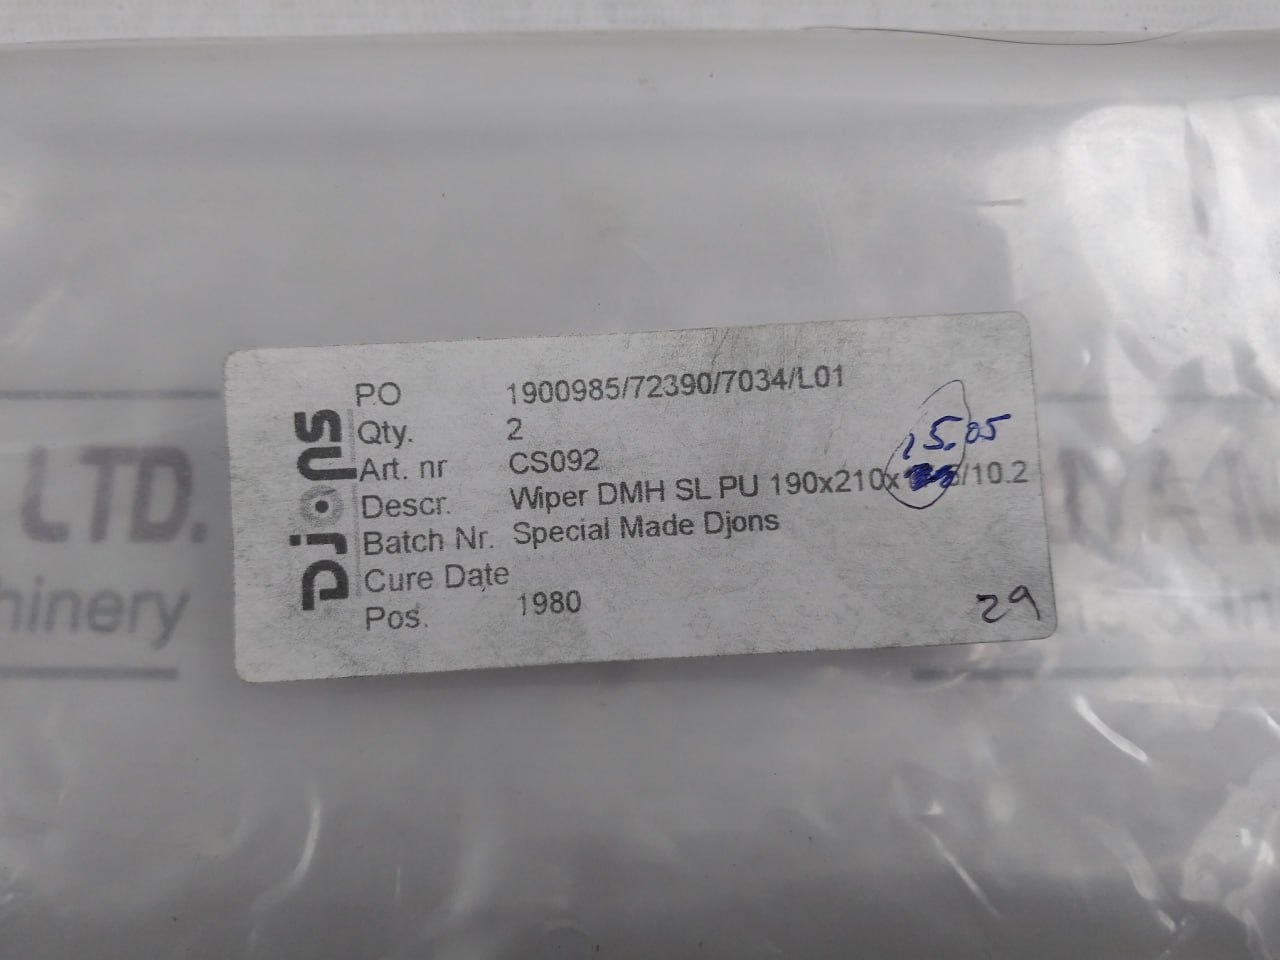 Djons
PO 1900985/72390/7034/L01
Qty. 2
Art. nr CS092
15.05
Descr. Wiper DMH SL PU 190x210x /10.2
Batch Nr. Special Made Djons
Cure Date
Pos. 1980
29
LTD.
hinery